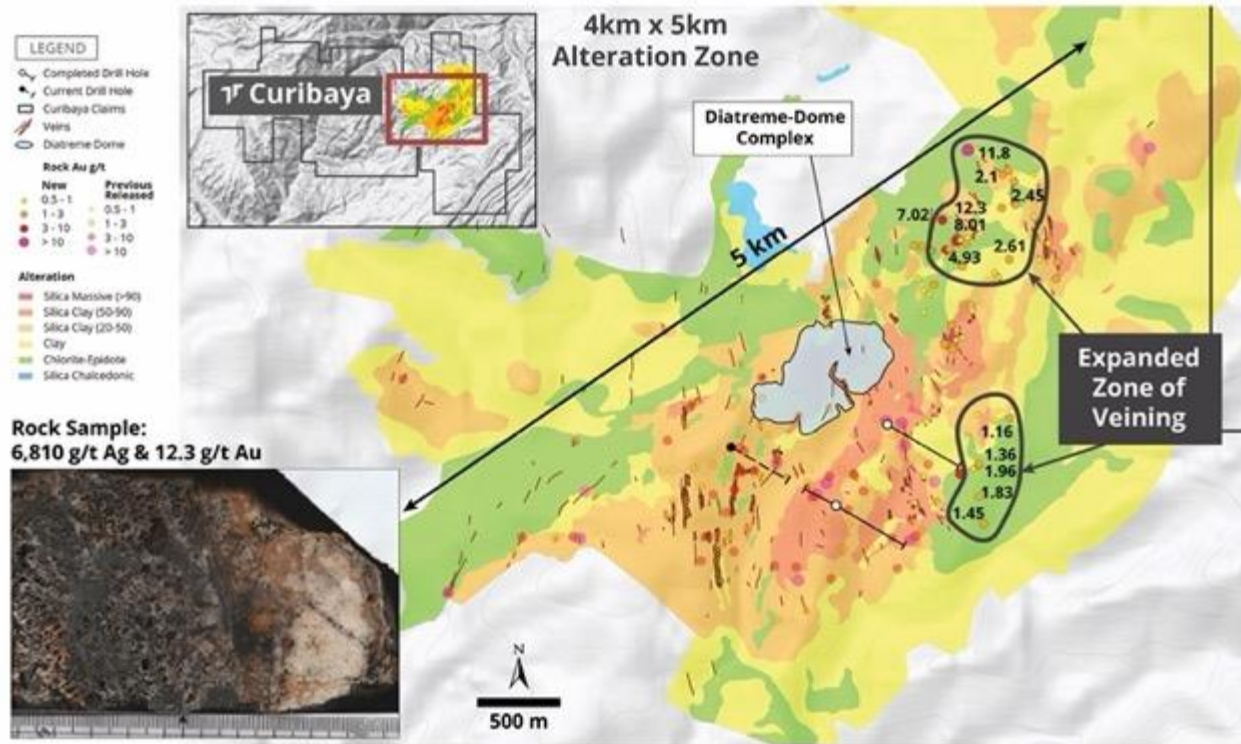 4km x 5km
Alteration Zone
LEGEND
Completed Drill Hole
Current Drill Hole
Curibaya Claims
Veins
Diatreme Dome
Rock Au g/t
New
0.5 - 1
1 - 3
3 - 10
> 10
Previous
Released
0.5 - 1
1 - 3
3 - 10
> 10
Alteration
Silica Massive (>90)
Silica Clay (50-90)
Silica Clay (20-50)
Clay
Chlorite-Epidote
Silica Chalcedonic
Curibaya
Diatreme-Dome
Complex
5 km
11.8
2.1
2.45
7.02
12.3
8.01
2.61
4.93
Expanded
Zone of
Veining
1.16
1.36
1.96
1.83
1.45
Rock Sample:
6,810 g/t Ag & 12.3 g/t Au
N
500 m